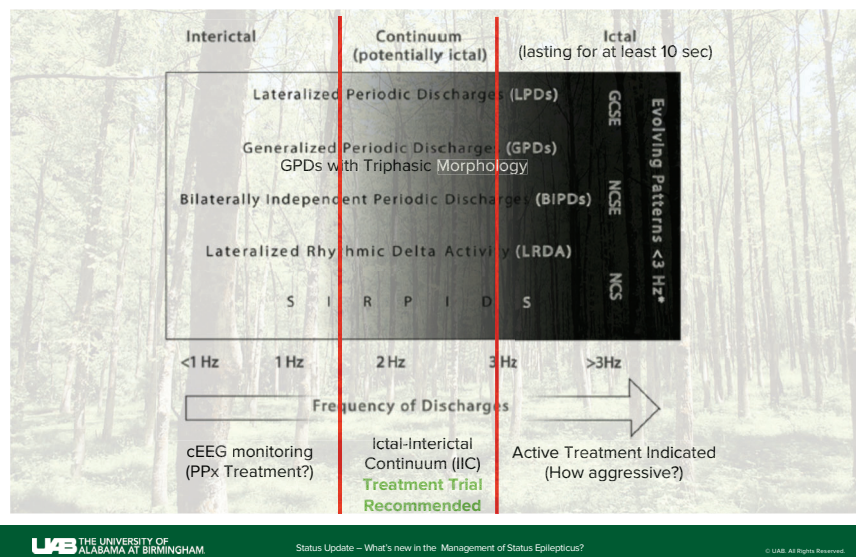 Interictal
Continuum
(potentially ictal)
Ictal
(lasting for at least 10 sec)
Lateralized Periodic Discharges (LPDs)
Generalized Periodic Discharges (GPDs)
GPDs with Triphasic Morphology
Bilaterally Independent Periodic Discharges (BIPDs)
Lateralized Rhythmic Delta Activity (LRDA)
S I R P I D S
GCSE
NCSE
NCS
Evolving Patterns <3 Hz*
<1 Hz 1 Hz 2 Hz 3 Hz >3Hz
Frequency of Discharges
cEEG monitoring
(PPx Treatment?)
Ictal-Interictal
Continuum (IIC)
Treatment Trial
Recommended
Active Treatment Indicated
(How aggressive?)
UAB THE UNIVERSITY OF
ALABAMA AT BIRMINGHAM
Status Update – What's new in the Management of Status Epilepticus?
© UAB. All Rights Reserved.